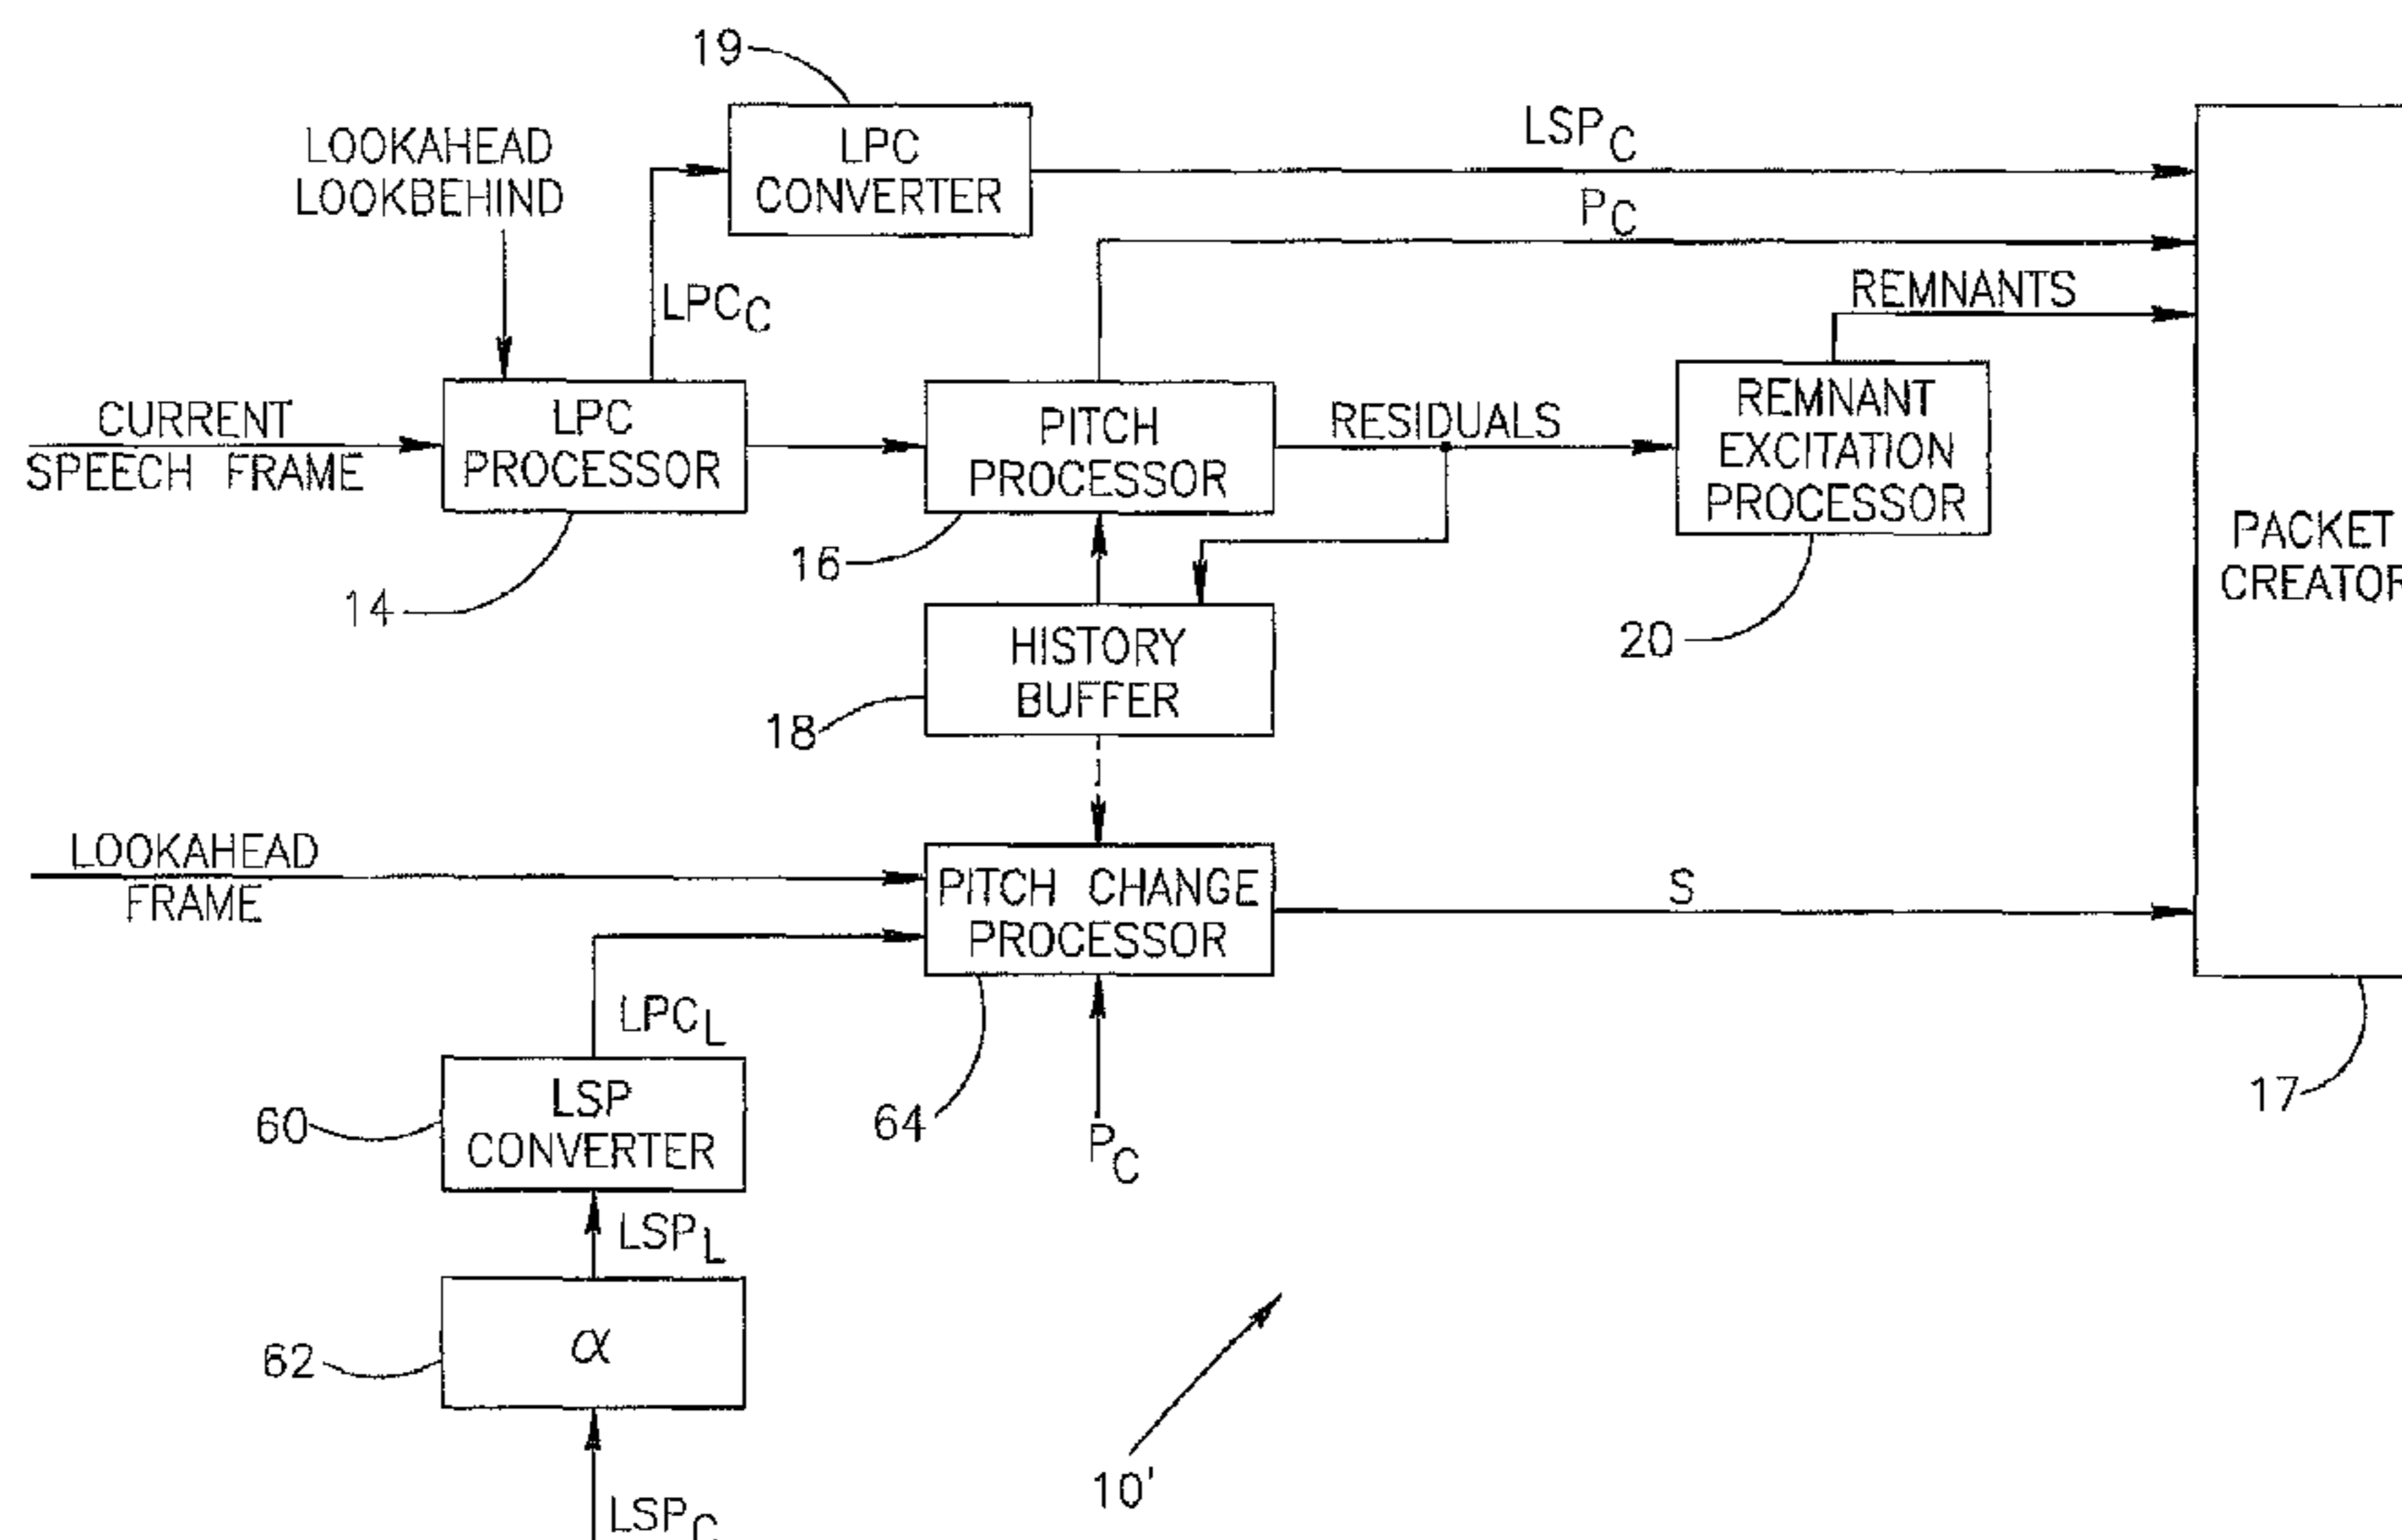 19
LOOKAHEAD
LOOKBEHIND
LPC
CONVERTER
LSPC
PC
LPCC
REMNANTS
CURRENT
SPEECH FRAME
LPC
PROCESSOR
PITCH
PROCESSOR
RESIDUALS
REMNANT
EXCITATION
PROCESSOR
PACKET
CREATOR
14
16
20
HISTORY
BUFFER
18
LOOKAHEAD
FRAME
PITCH CHANGE
PROCESSOR
S
LPCL
64
PC
17
60
LSP
CONVERTER
LSPL
62
α
10'
LSPC